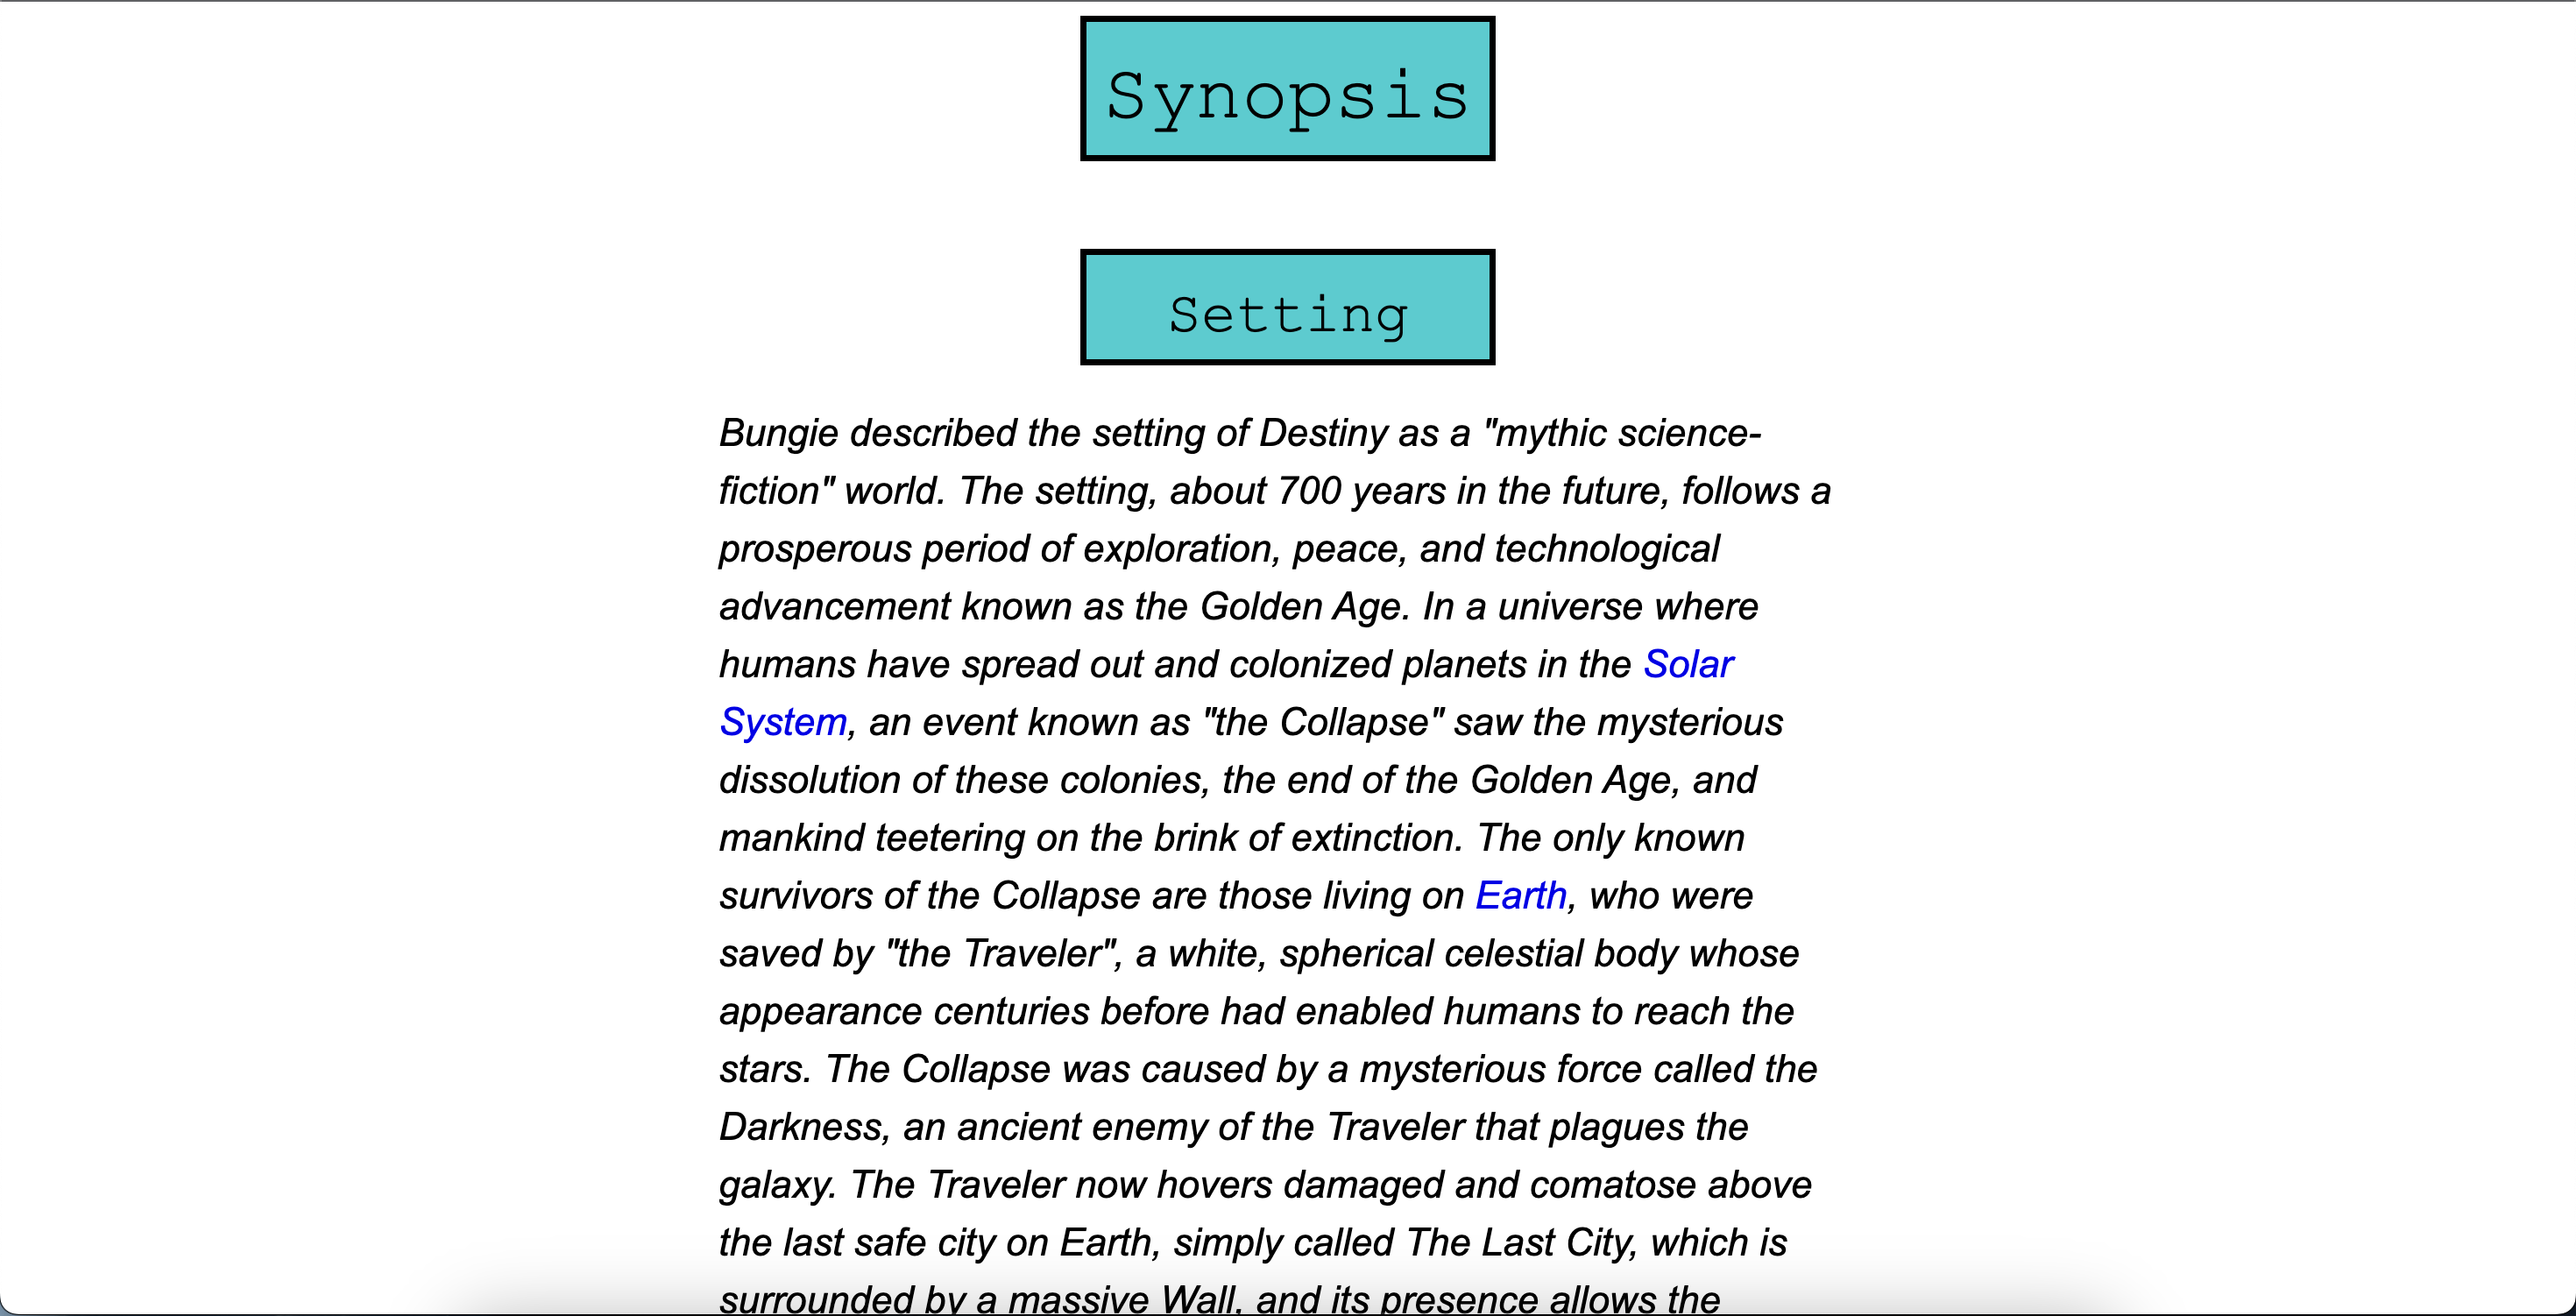 Synopsis
Setting
Bungie described the setting of Destiny as a "mythic science-
fiction" world. The setting, about 700 years in the future, follows a
prosperous period of exploration, peace, and technological
advancement known as the Golden Age. In a universe where
humans have spread out and colonized planets in the Solar
System, an event known as "the Collapse" saw the mysterious
dissolution of these colonies, the end of the Golden Age, and
mankind teetering on the brink of extinction. The only known
survivors of the Collapse are those living on Earth, who were
saved by "the Traveler", a white, spherical celestial body whose
appearance centuries before had enabled humans to reach the
stars. The Collapse was caused by a mysterious force called the
Darkness, an ancient enemy of the Traveler that plagues the
galaxy. The Traveler now hovers damaged and comatose above
the last safe city on Earth, simply called The Last City, which is
surrounded by a massive Wall, and its presence allows the